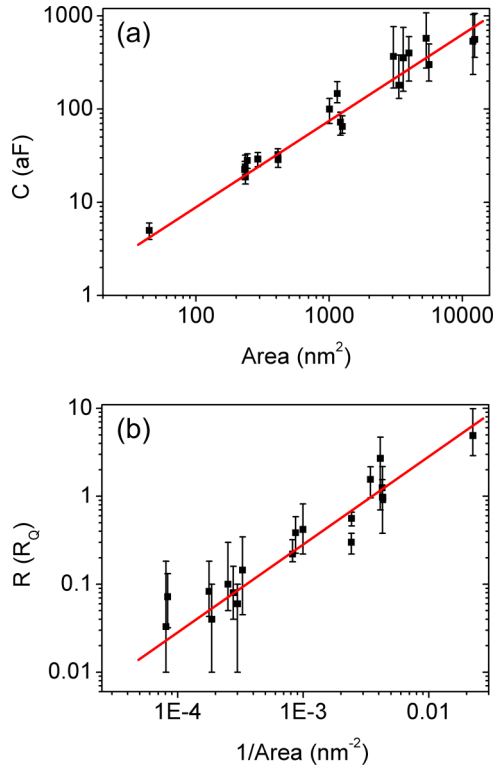 (a)
1000
100
10
1
C (aF)
100 1000 10000
Area (nm²)
(b)
10
1
0.1
0.01
R (R_Q)
1E-4 1E-3 0.01
1/Area (nm⁻²)